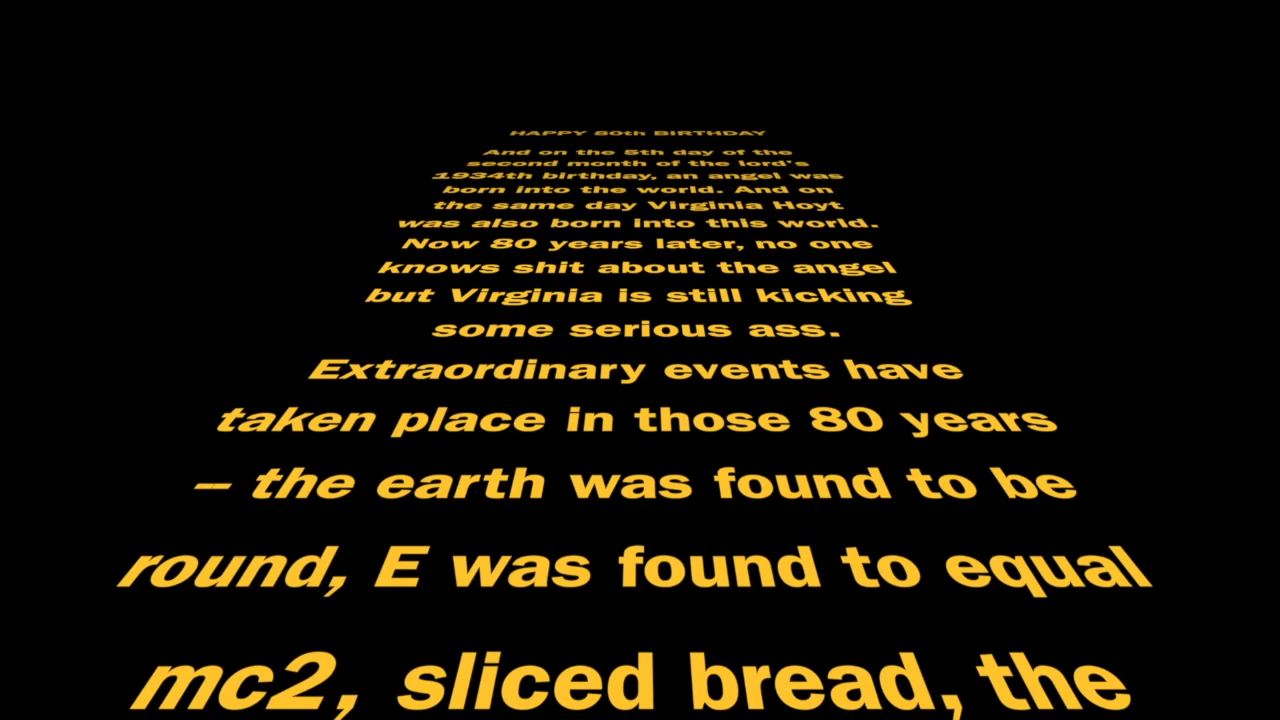 HAPPY 80th BIRTHDAY
And on the 5th day of the
second month of the lord's
1934th birthday, an angel was
born into the world. And on
the same day Virginia Hoyt
was also born into this world.
Now 80 years later, no one
knows shit about the angel
but Virginia is still kicking
some serious ass.
Extraordinary events have
taken place in those 80 years
– the earth was found to be
round, E was found to equal
mc2, sliced bread, the